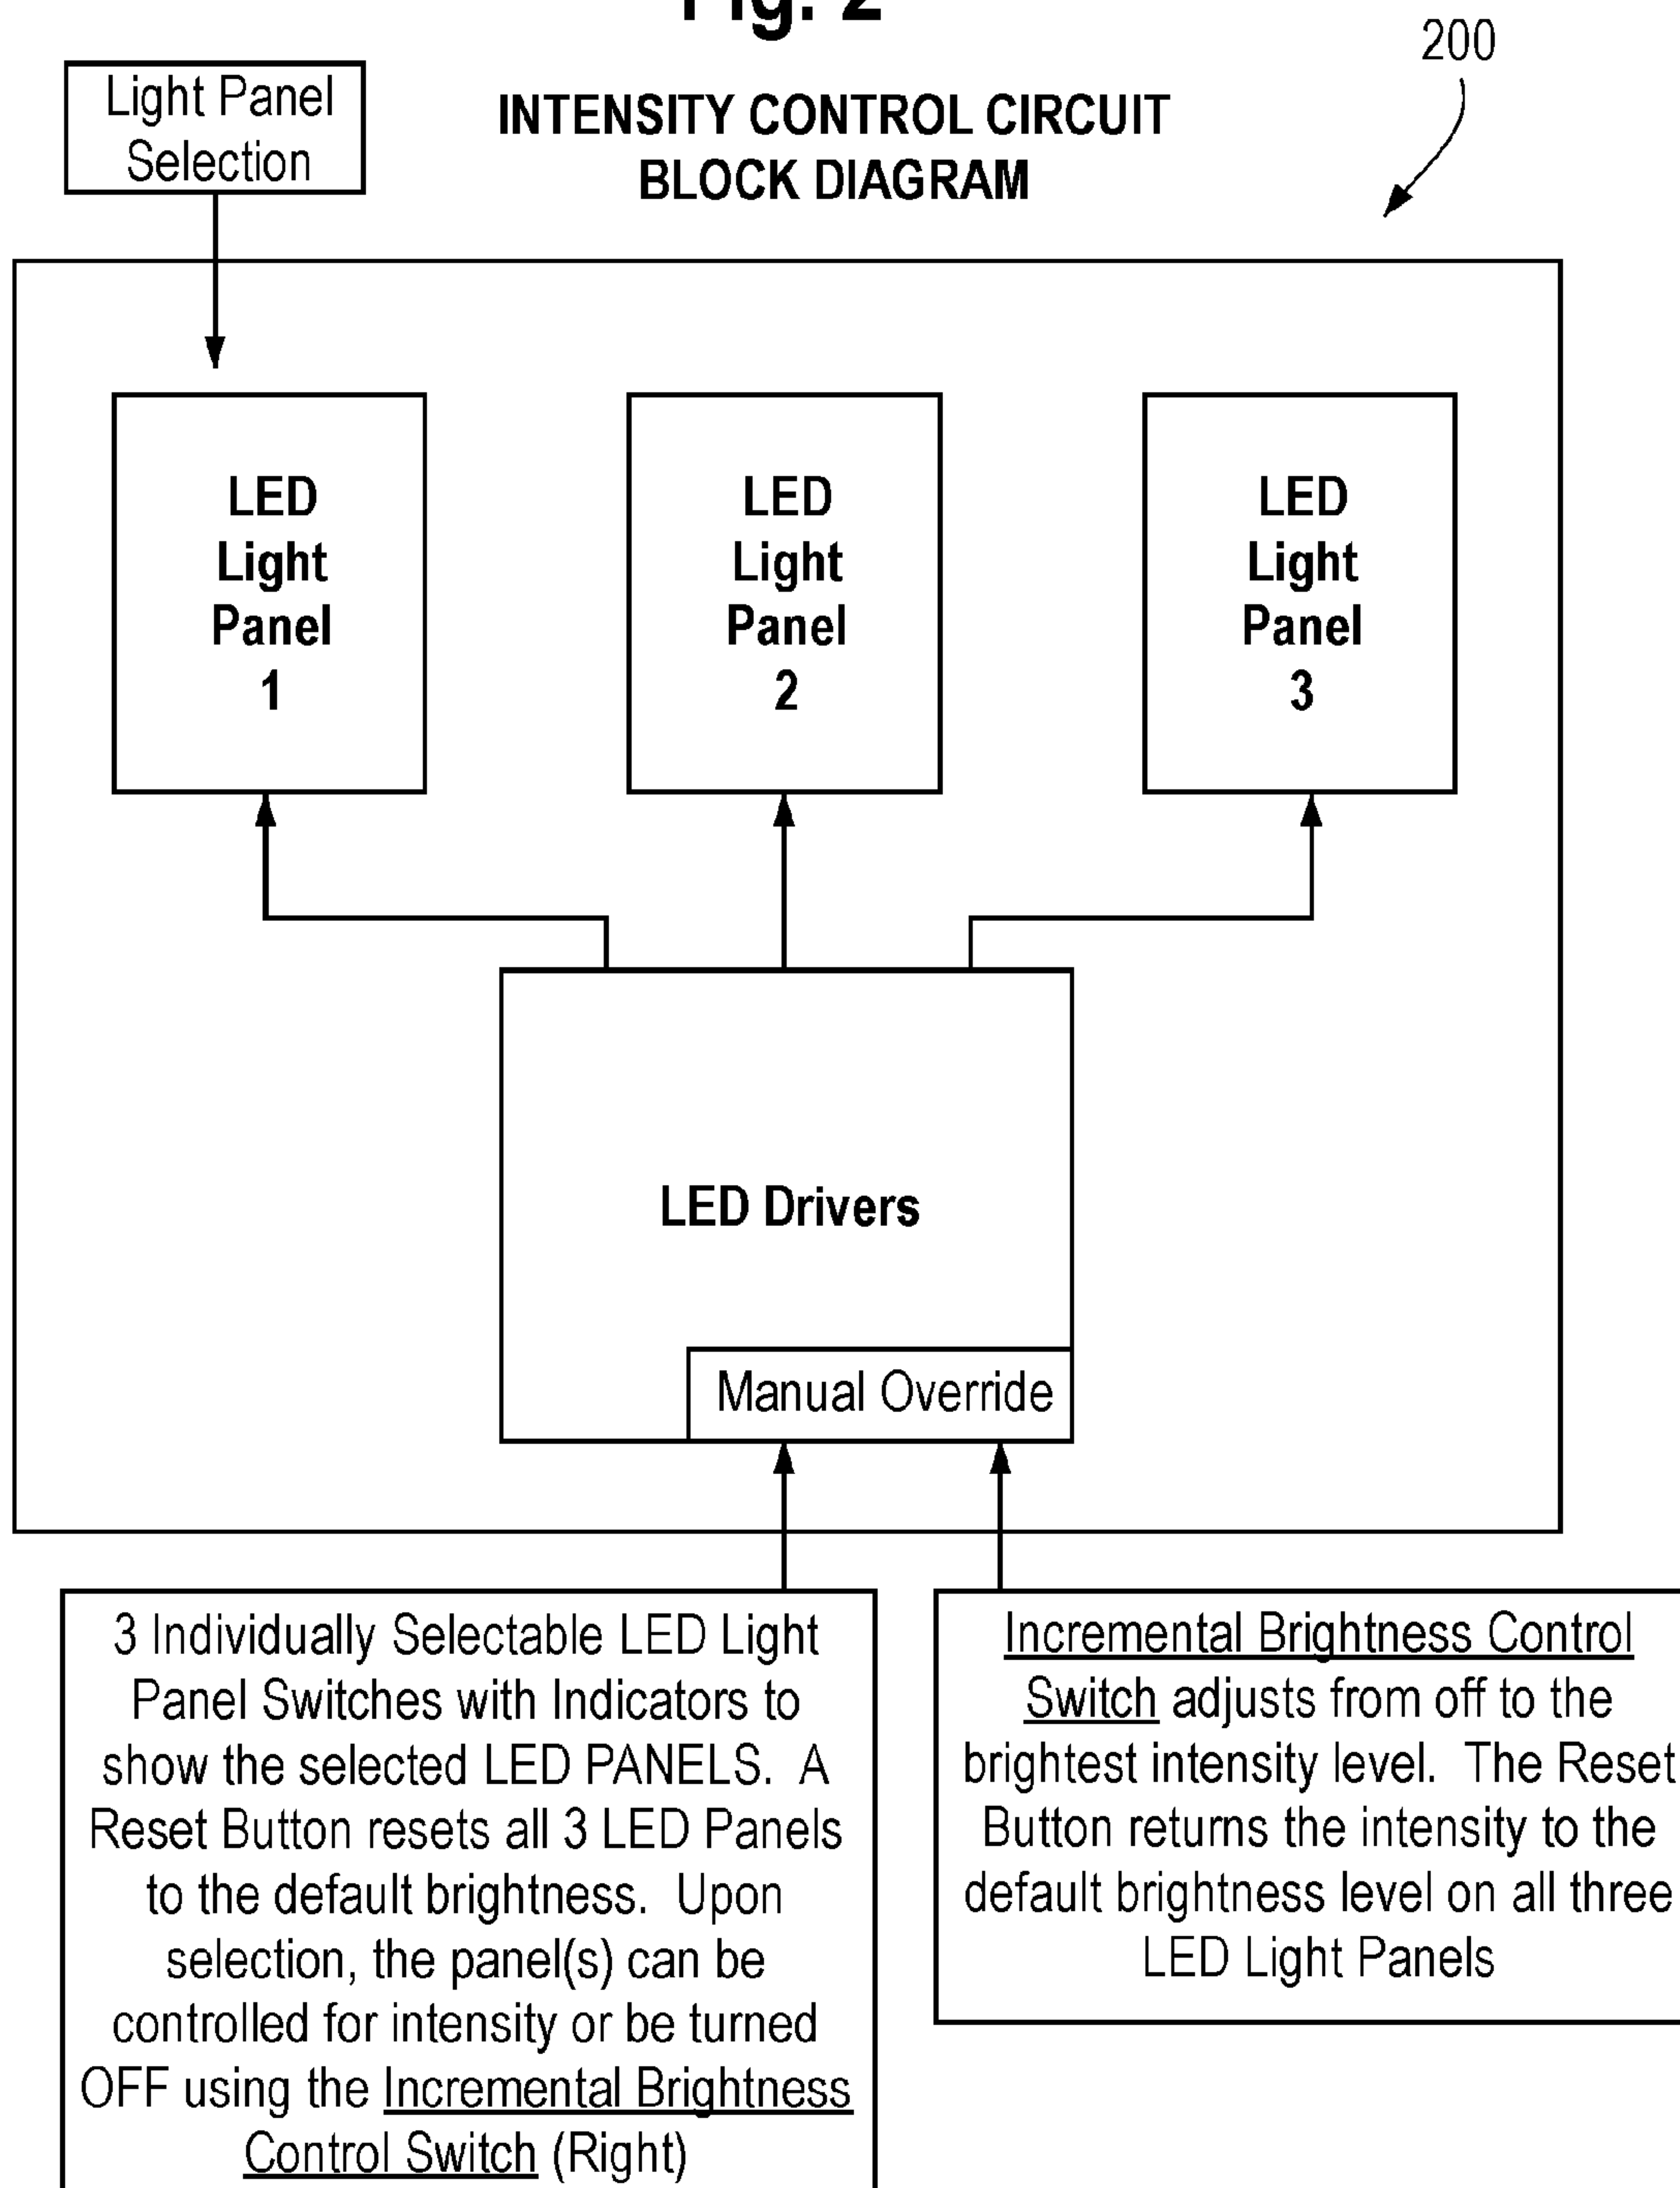 Fig. 2
200
Light Panel
Selection
INTENSITY CONTROL CIRCUIT
BLOCK DIAGRAM
LED
Light
Panel
1
LED
Light
Panel
2
LED
Light
Panel
3
LED Drivers
Manual Override
3 Individually Selectable LED Light
Panel Switches with Indicators to
show the selected LED PANELS. A
Reset Button resets all 3 LED Panels
to the default brightness. Upon
selection, the panel(s) can be
controlled for intensity or be turned
OFF using the Incremental Brightness
Control Switch (Right)
Incremental Brightness Control
Switch adjusts from off to the
brightest intensity level. The Reset
Button returns the intensity to the
default brightness level on all three
LED Light Panels